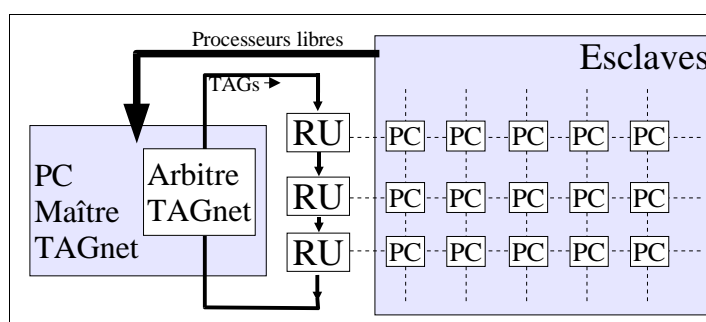 Processeurs libres
Esclaves
TAGs
RU PC PC PC PC PC
PC
Maître
TAGnet
Arbitre
TAGnet
RU PC PC PC PC PC
RU PC PC PC PC PC